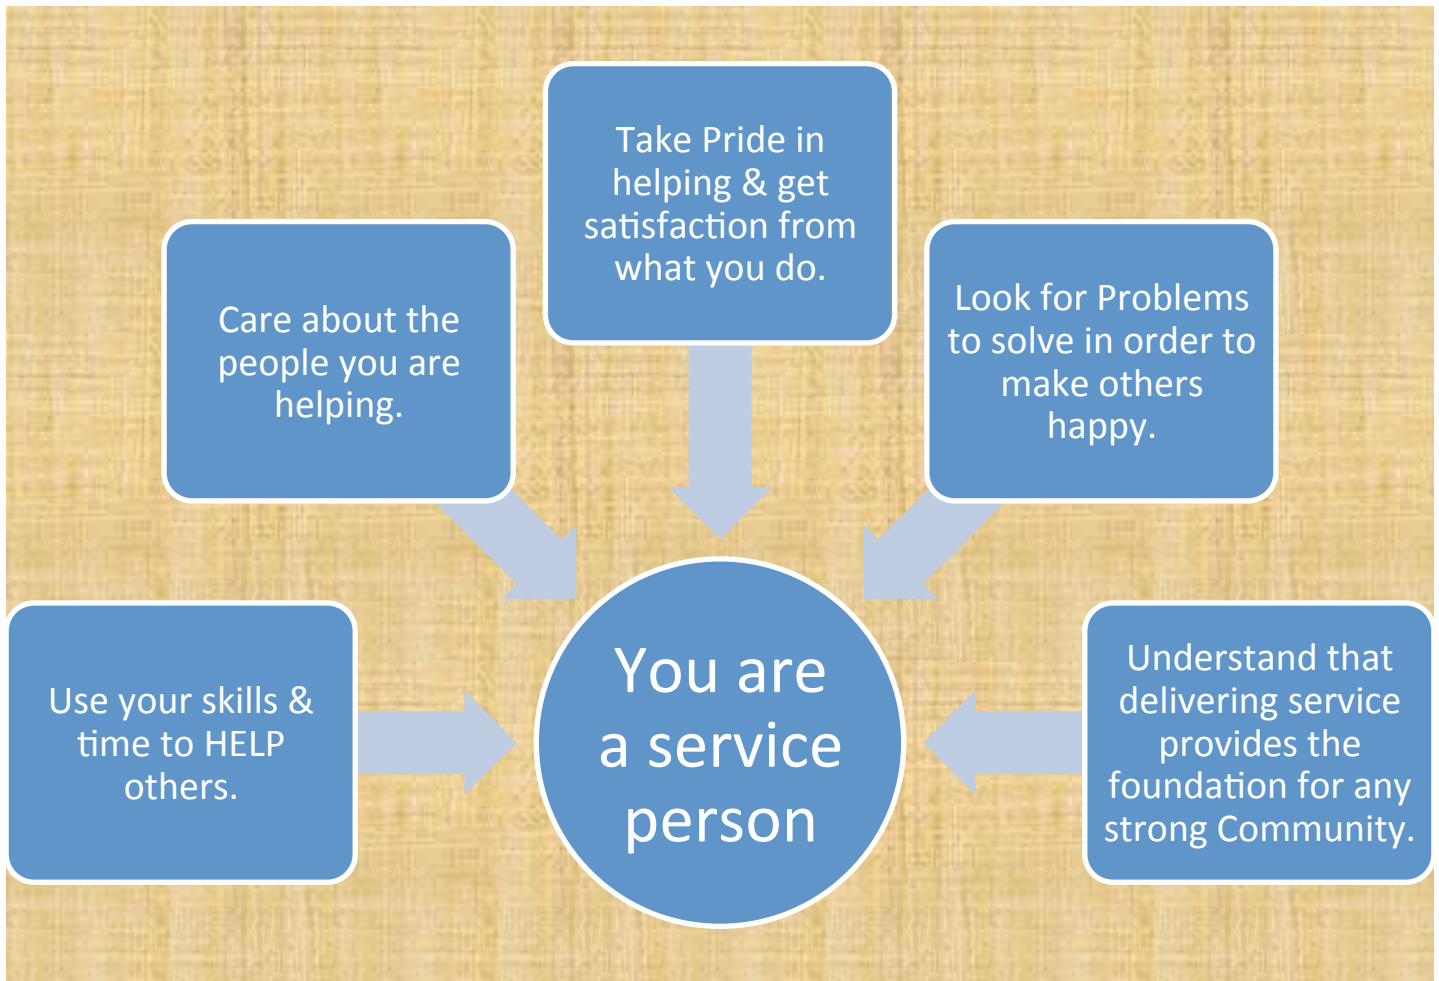 Use your skills &
time to HELP
others.
Care about the
people you are
helping.
Take Pride in
helping & get
satisfaction from
what you do.
Look for Problems
to solve in order to
make others
happy.
Understand that
delivering service
provides the
foundation for any
strong Community.
You are
a service
person